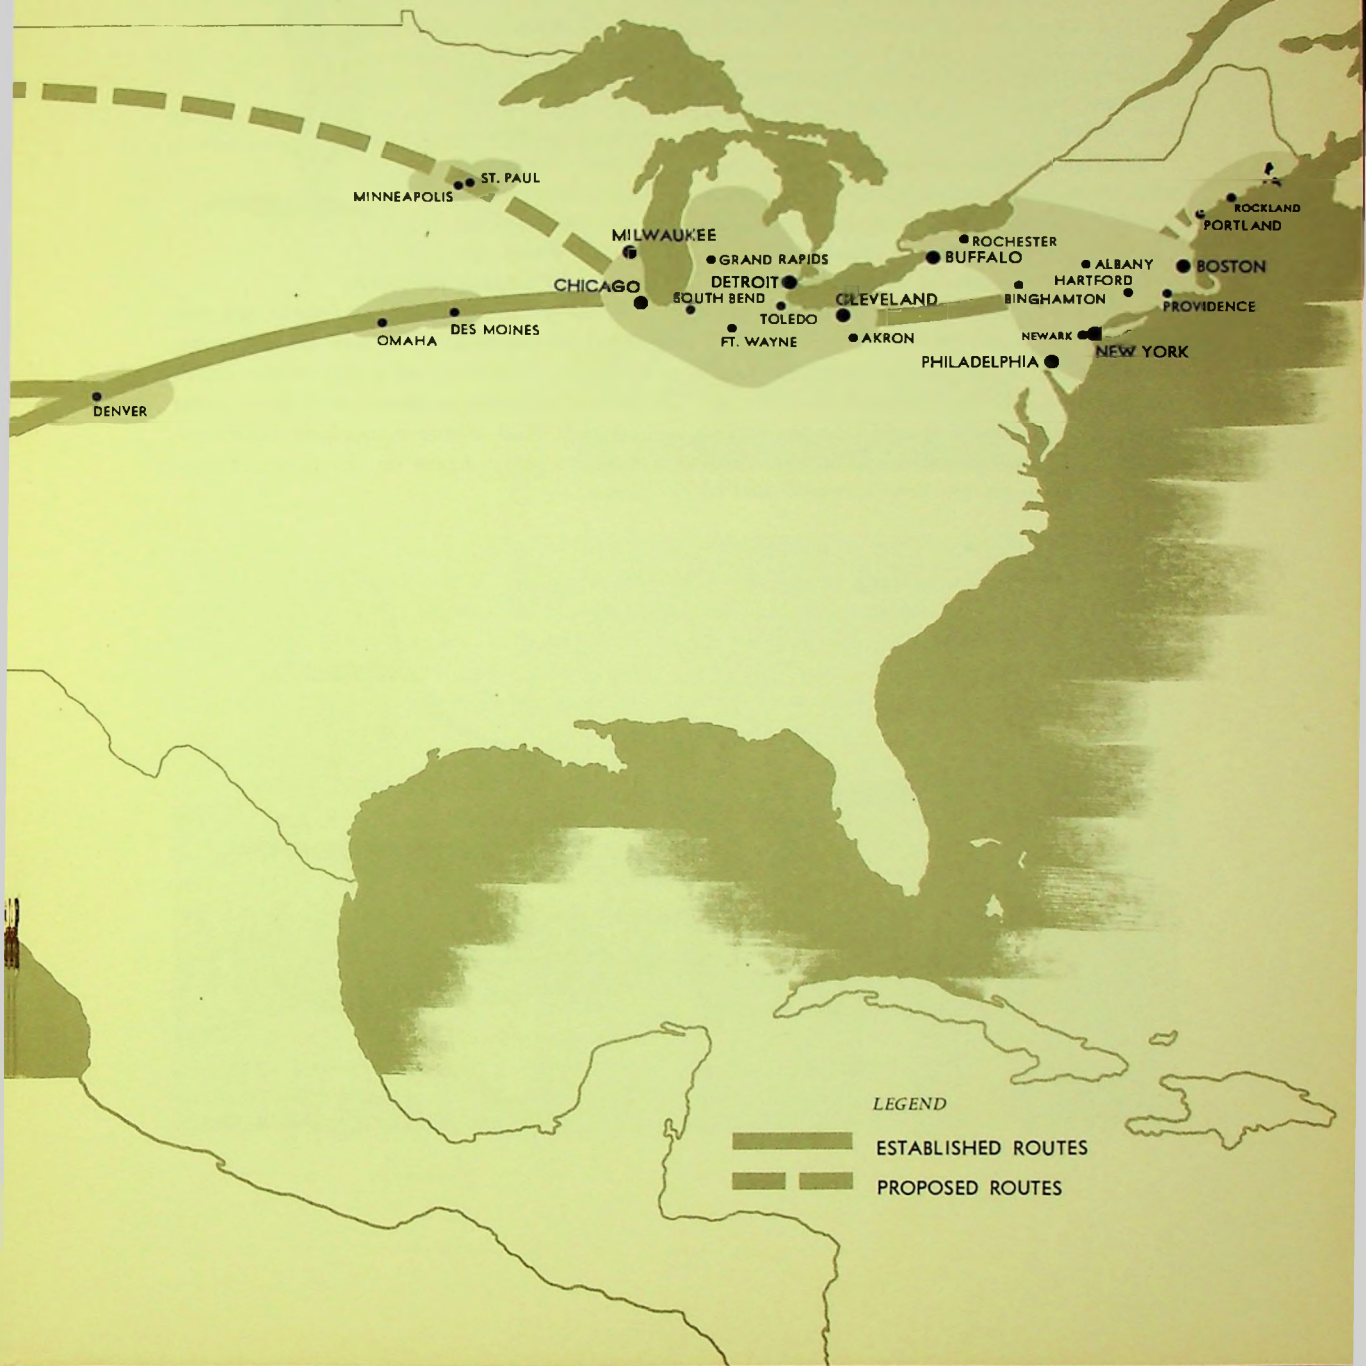 ST. PAUL
MINNEAPOLIS
ROCKLAND
PORTLAND
MILWAUKEE
ROCHESTER
GRAND RAPIDS
BUFFALO
ALBANY
BOSTON
CHICAGO
DETROIT
HARTFORD
SOUTH BEND
CLEVELAND
BINGHAMTON
PROVIDENCE
TOLEDO
DES MOINES
OMAHA
FT. WAYNE
AKRON
NEWARK
NEW YORK
PHILADELPHIA
DENVER
LEGEND
ESTABLISHED ROUTES
PROPOSED ROUTES